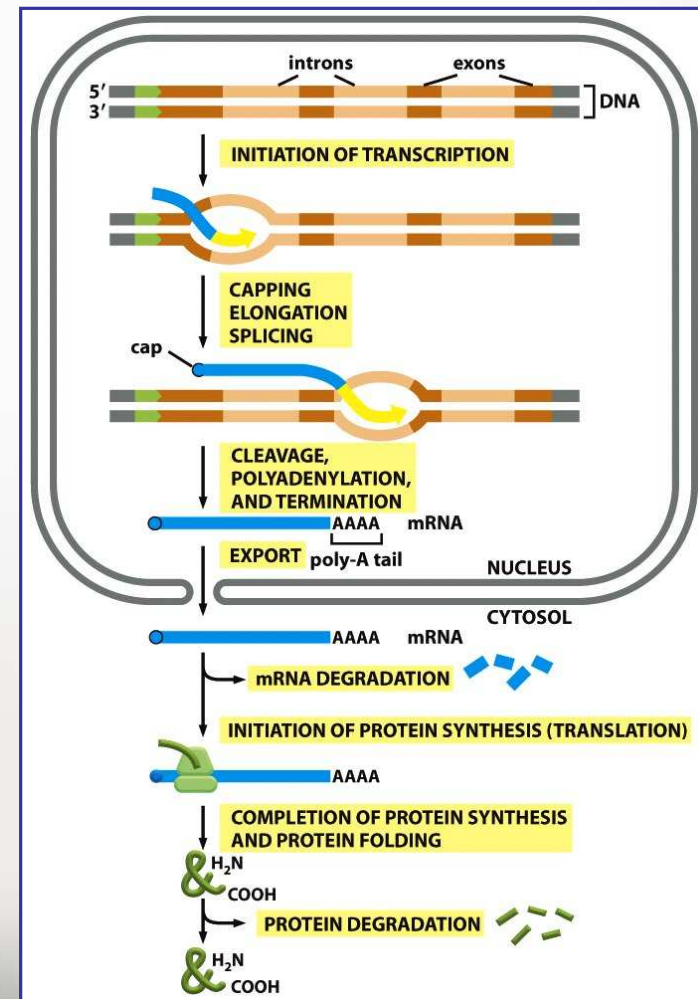 introns exons
5′
3′
DNA
INITIATION OF TRANSCRIPTION
CAPPING
ELONGATION
SPLICING
cap
CLEAVAGE,
POLYADENYLATION,
AND TERMINATION
AAAA mRNA
EXPORT poly-A tail
NUCLEUS
CYTOSOL
AAAA mRNA
mRNA DEGRADATION
INITIATION OF PROTEIN SYNTHESIS (TRANSLATION)
AAAA
COMPLETION OF PROTEIN SYNTHESIS
AND PROTEIN FOLDING
H₂N
COOH
PROTEIN DEGRADATION
H₂N
COOH